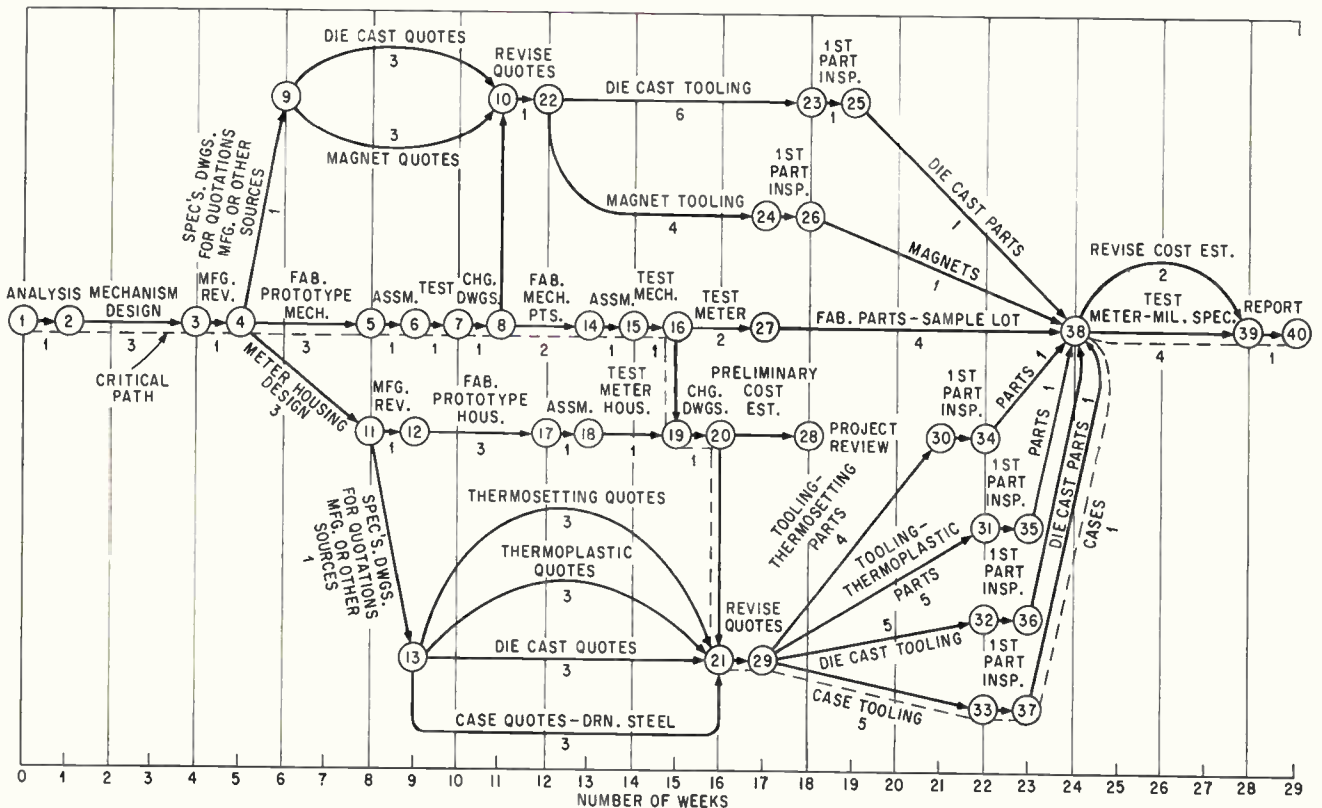 DIE CAST QUOTES
3
9
3
MAGNET QUOTES
REVISE
QUOTES
10
1
22
DIE CAST TOOLING
6
23
1
25
1ST
PART
INSP.
MAGNET TOOLING
4
24
1
26
1ST
PART
INSP.
DIE CAST PARTS
1
MAGNETS
1
SPEC'S. DWGS.
FOR QUOTATIONS
MFG. OR OTHER
SOURCES
1
ANALYSIS
1
1
2
MECHANISM
DESIGN
3
CRITICAL
PATH
3
MFG.
REV.
1
4
FAB.
PROTOTYPE
MECH.
3
5
ASSM.
1
6
TEST
1
7
CHG.
DWGS.
1
8
FAB.
MECH.
PTS.
2
14
ASSM.
1
15
TEST
MECH.
1
16
TEST
METER
2
27
FAB. PARTS-SAMPLE LOT
4
38
REVISE COST EST.
2
TEST
METER-MIL. SPEC.
4
39
REPORT
1
40
METER HOUSING
DESIGN
3
11
MFG.
REV.
1
12
FAB.
PROTOTYPE
HOUS.
3
17
ASSM.
1
18
TEST
METER
HOUS.
1
19
CHG.
DWGS.
1
20
PRELIMINARY
COST
EST.
28
PROJECT
REVIEW
SPEC'S. DWGS.
FOR QUOTATIONS
MFG. OR OTHER
SOURCES
1
13
THERMOSETTING QUOTES
3
THERMOPLASTIC
QUOTES
3
DIE CAST QUOTES
3
CASE QUOTES-DRN. STEEL
3
21
REVISE
QUOTES
29
TOOLING-
THERMOSETTING
PARTS
4
30
1ST
PART
INSP.
34
PARTS
1
TOOLING-
THERMOPLASTIC
PARTS
5
31
1ST
PART
INSP.
35
PARTS
1
5
DIE CAST TOOLING
32
1ST
PART
INSP.
36
DIE CAST PARTS
1
CASE TOOLING
5
33
1ST
PART
INSP.
37
CASES
1
0 1 2 3 4 5 6 7 8 9 10 11 12 13 14 15 16 17 18 19 20 21 22 23 24 25 26 27 28 29
NUMBER OF WEEKS